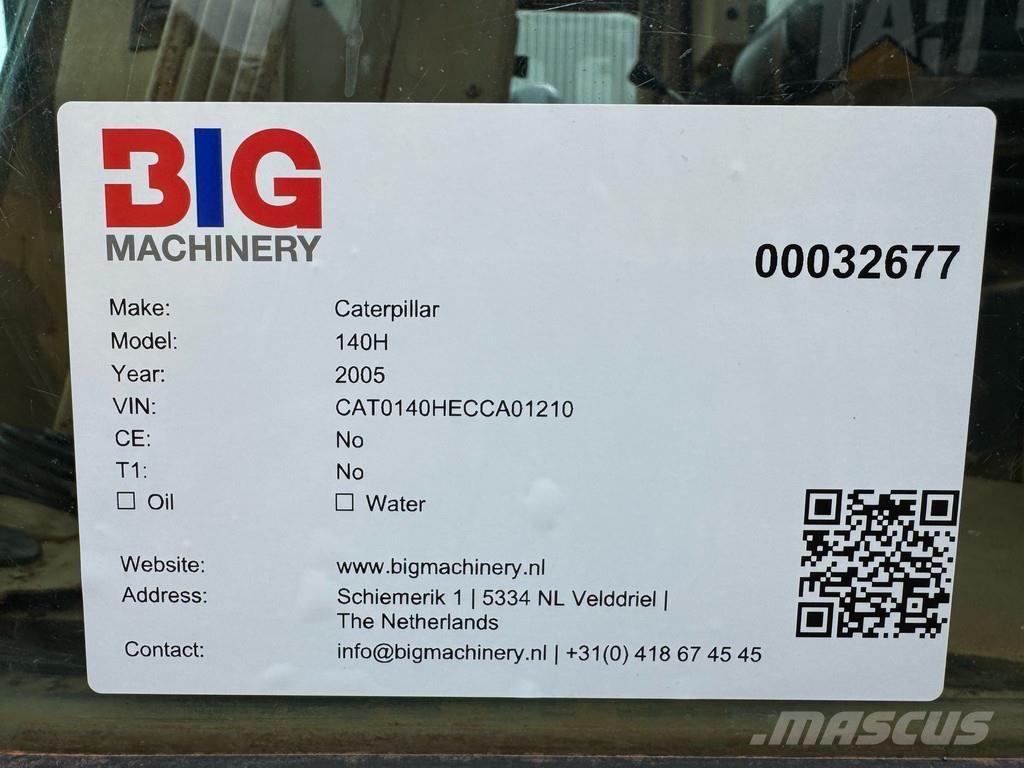 BIG
MACHINERY
00032677
Make: Caterpillar
Model: 140H
Year: 2005
VIN: CAT0140HECCA01210
CE: No
T1: No
☐ Oil ☐ Water
Website: www.bigmachinery.nl
Address: Schiemerik 1 | 5334 NL Velddriel |
The Netherlands
Contact: info@bigmachinery.nl | +31(0) 418 67 45 45
MASCUS